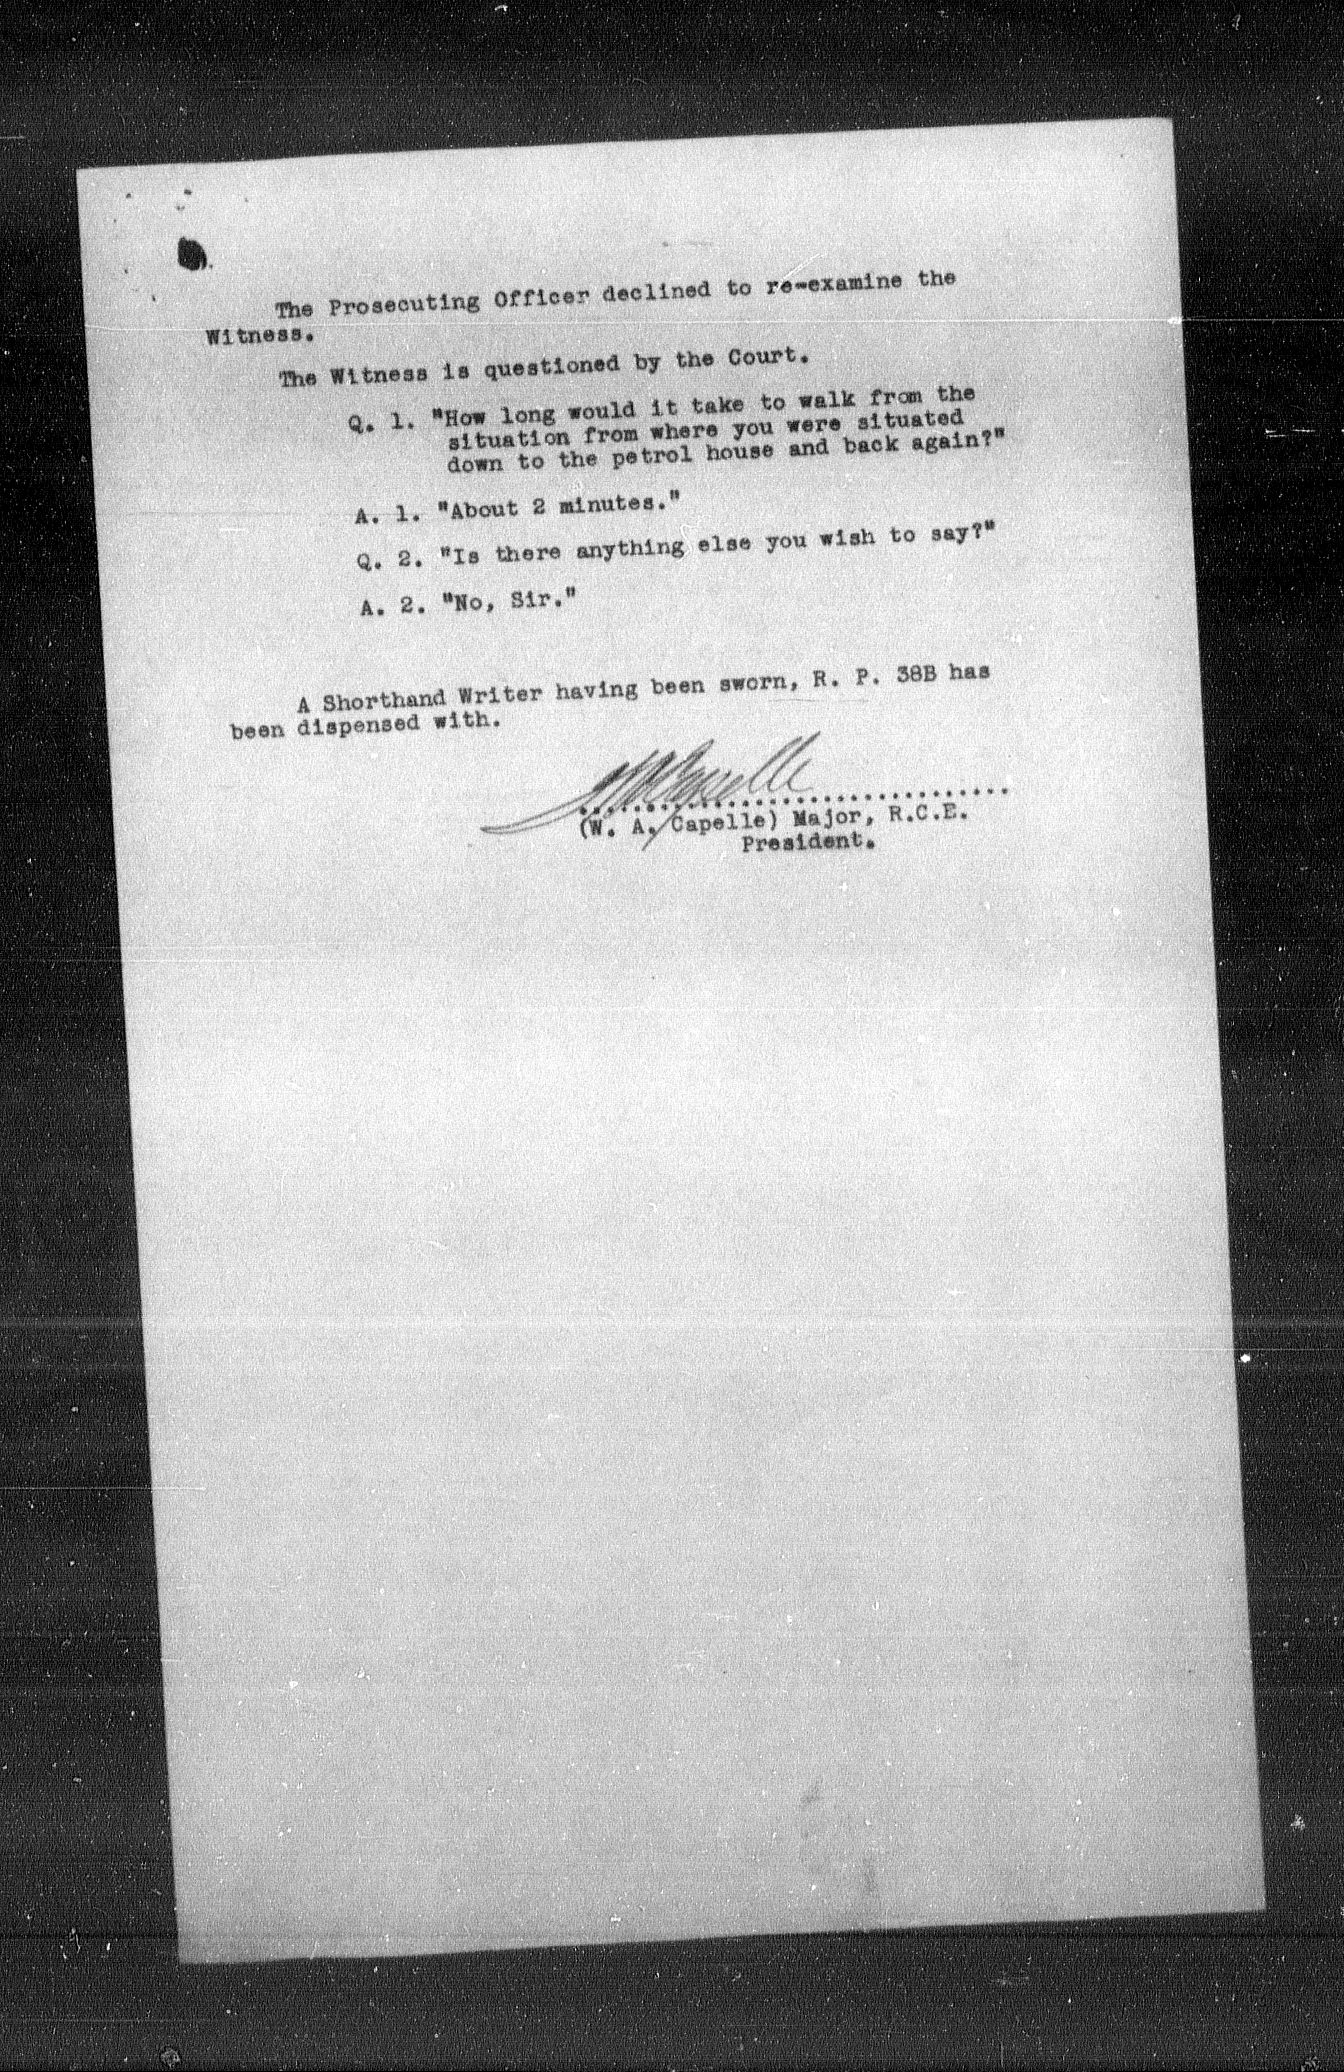 The Prosecuting Officer declined to re-examine the
Witness.
The Witness is questioned by the Court.
Q. 1. "How long would it take to walk from the
situation from where you were situated
down to the petrol house and back again?"
A. 1. "About 2 minutes."
Q. 2. "Is there anything else you wish to say?"
A. 2. "No, Sir."
A Shorthand Writer having been sworn, R. P. 38B has
been dispensed with.
WACapelle
(W. A. Capelle) Major, R.C.E.
President.